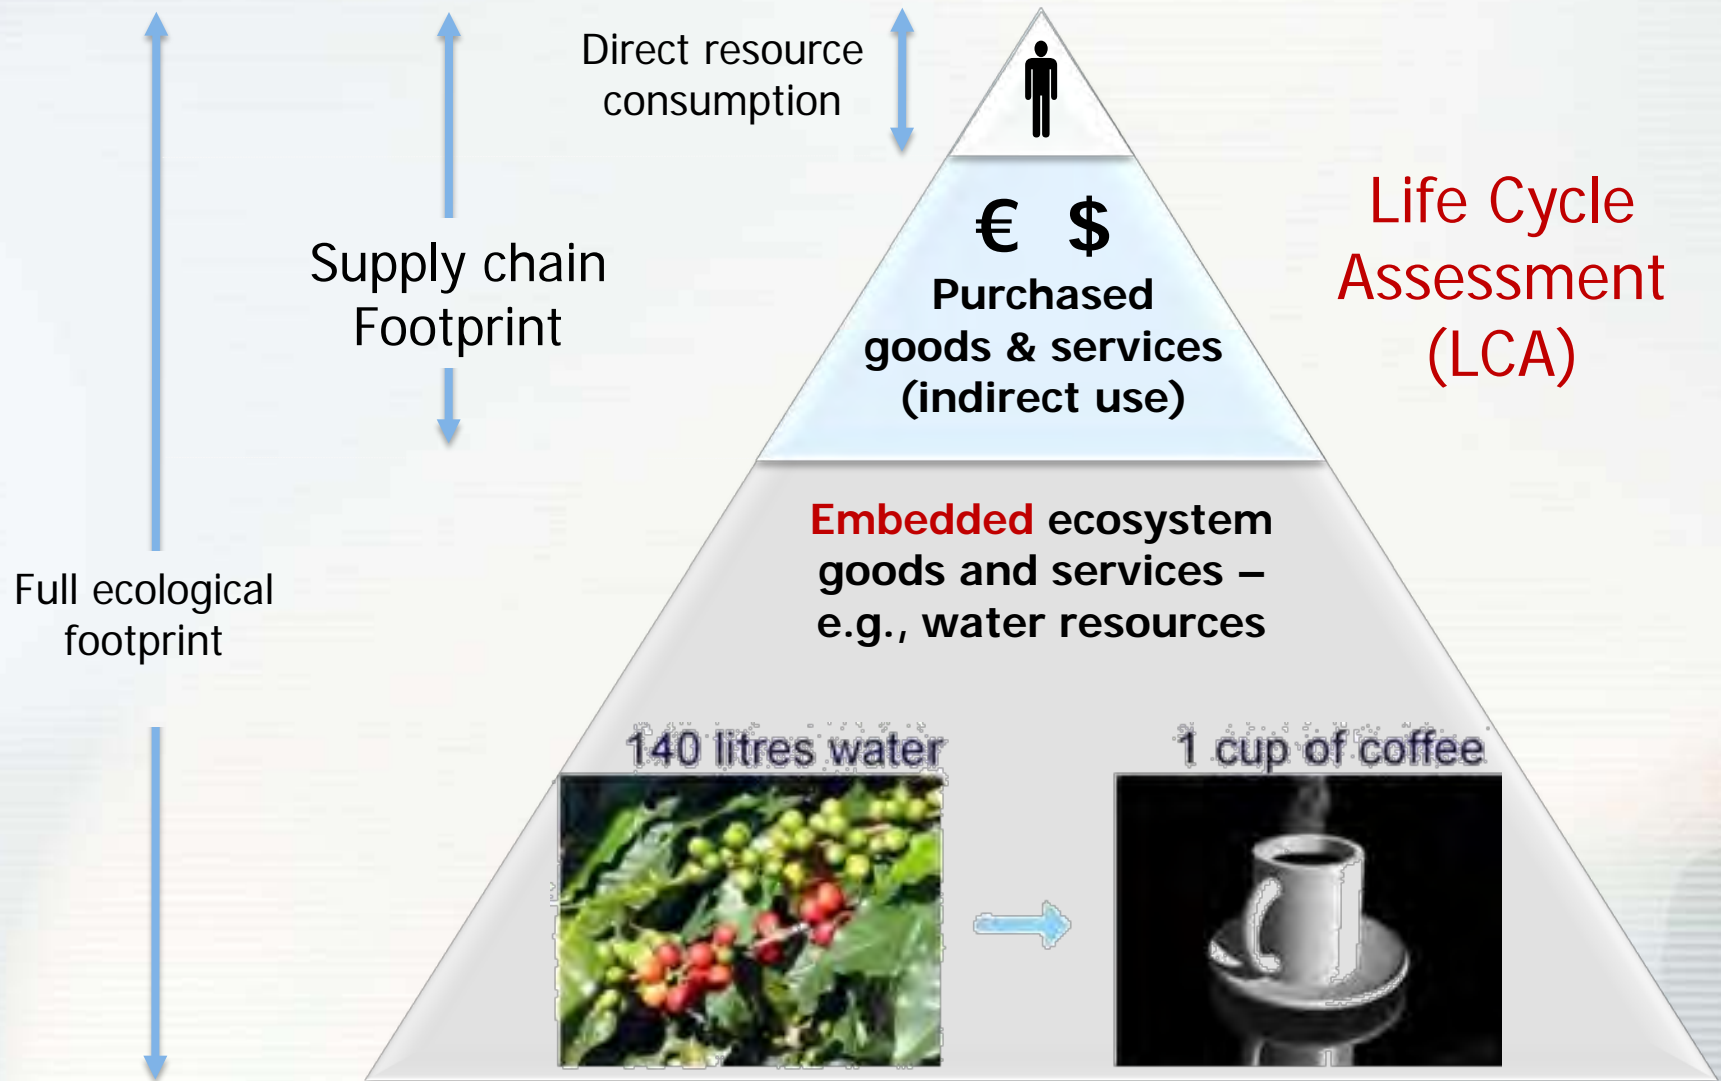 Direct resource
consumption
€ $
Purchased
goods & services
(indirect use)
Life Cycle
Assessment
(LCA)
Supply chain
Footprint
Embedded ecosystem
goods and services –
e.g., water resources
Full ecological
footprint
140 litres water
1 cup of coffee